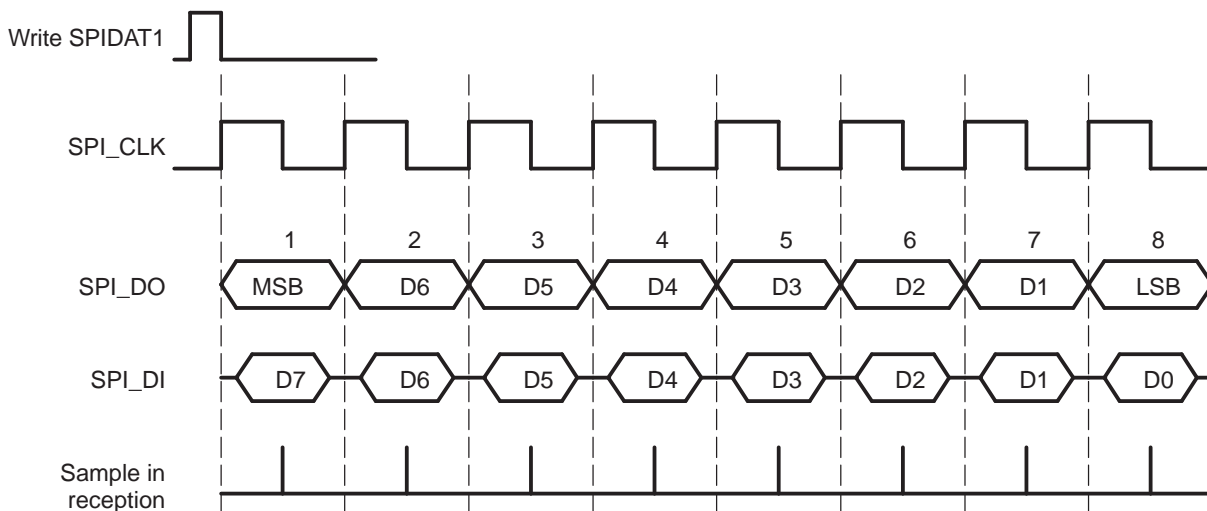 Write SPIDAT1
SPI_CLK
1 2 3 4 5 6 7 8
SPI_DO MSB D6 D5 D4 D3 D2 D1 LSB
SPI_DI D7 D6 D5 D4 D3 D2 D1 D0
Sample in
reception